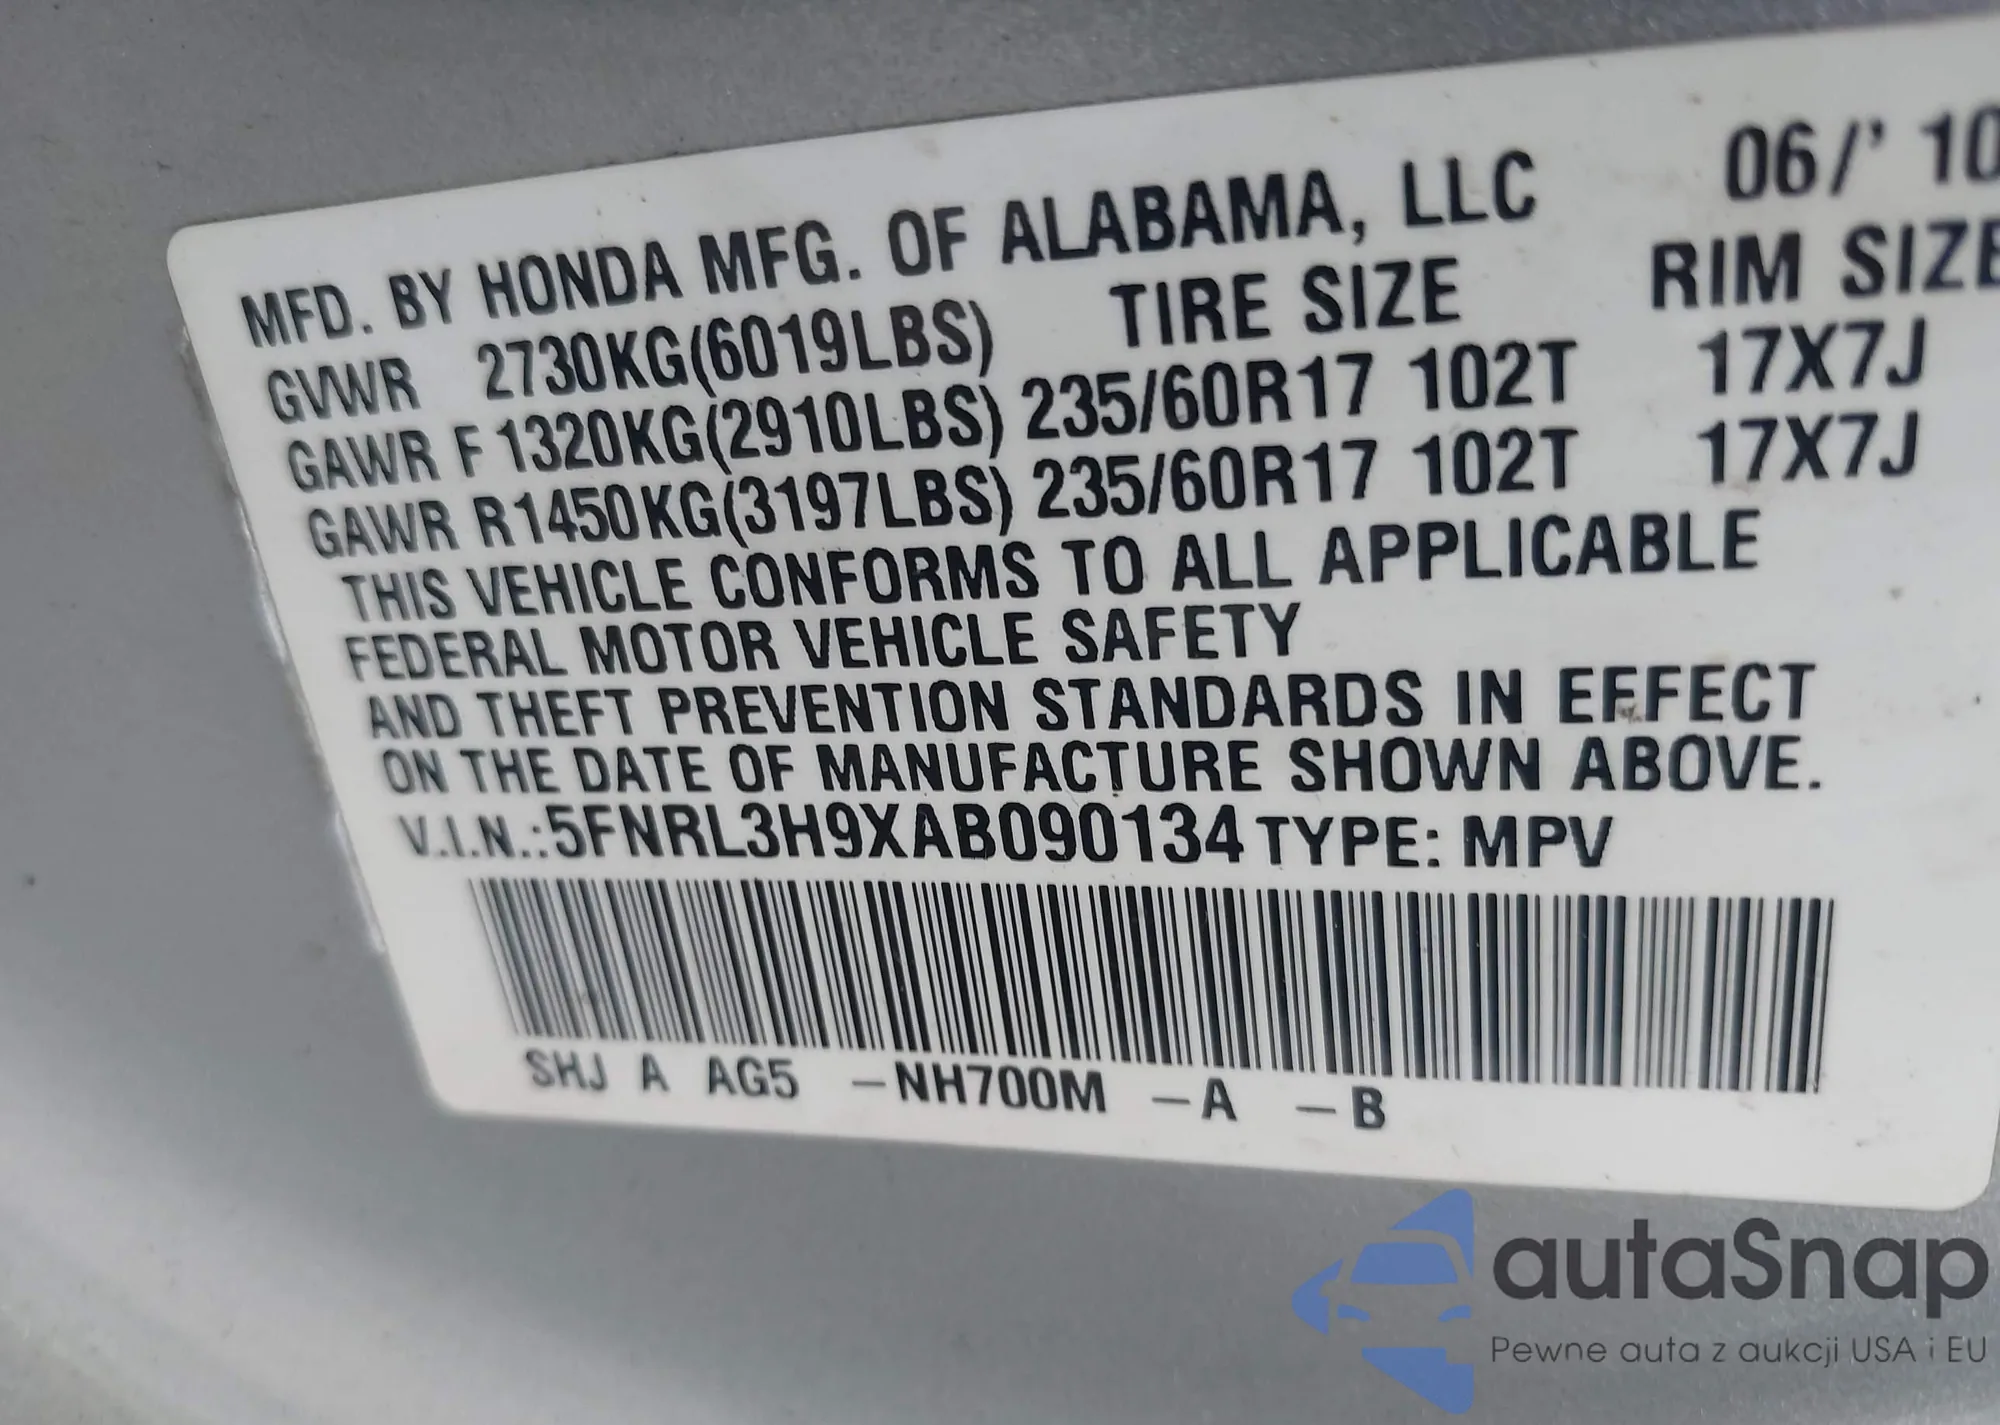 MFD. BY HONDA MFG. OF ALABAMA, LLC 06/' 10
GVWR 2730KG(6019LBS) TIRE SIZE RIM SIZE
GAWR F 1320KG(2910LBS) 235/60R17 102T 17X7J
GAWR R1450KG(3197LBS) 235/60R17 102T 17X7J
THIS VEHICLE CONFORMS TO ALL APPLICABLE
FEDERAL MOTOR VEHICLE SAFETY
AND THEFT PREVENTION STANDARDS IN EFFECT
ON THE DATE OF MANUFACTURE SHOWN ABOVE.
V.I.N.:5FNRL3H9XAB090134 TYPE: MPV
SHJ A AG5 -NH700M -A -B
autaSnap
Pewne auta z aukcji USA i EU